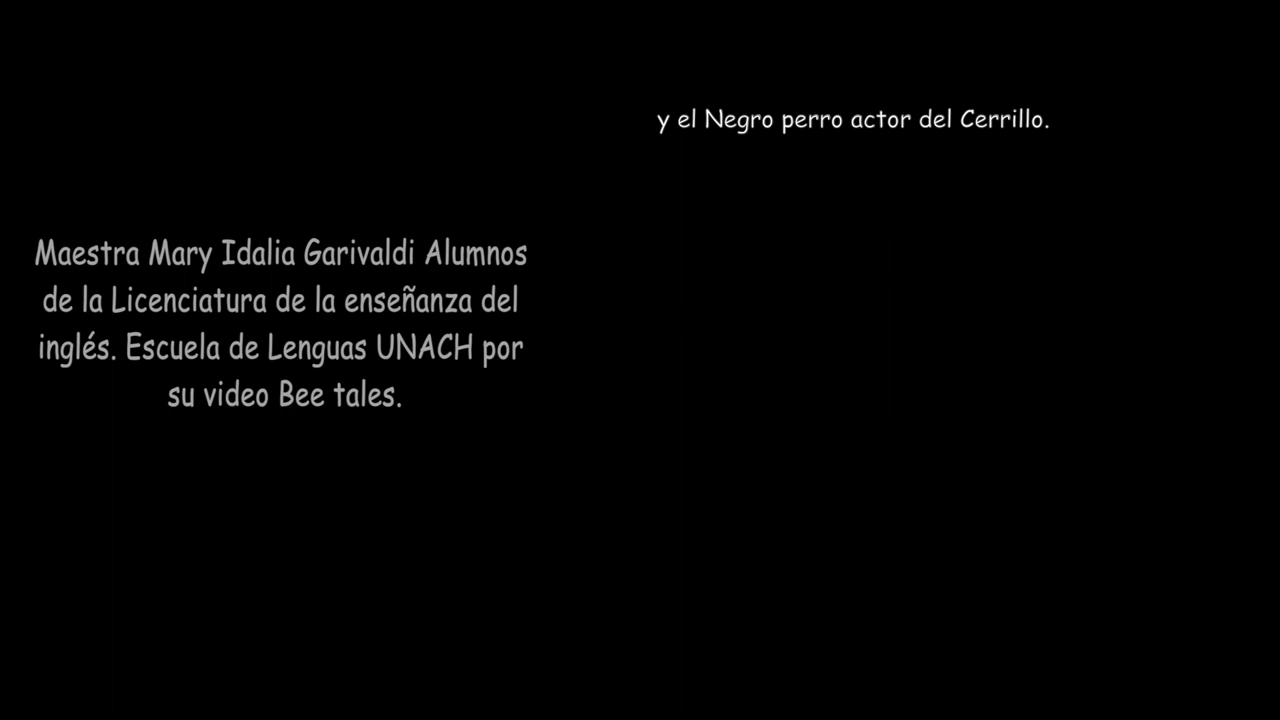 y el Negro perro actor del Cerrillo.
Maestra Mary Idalia Garivaldi Alumnos
de la Licenciatura de la enseñanza del
inglés. Escuela de Lenguas UNACH por
su video Bee tales.